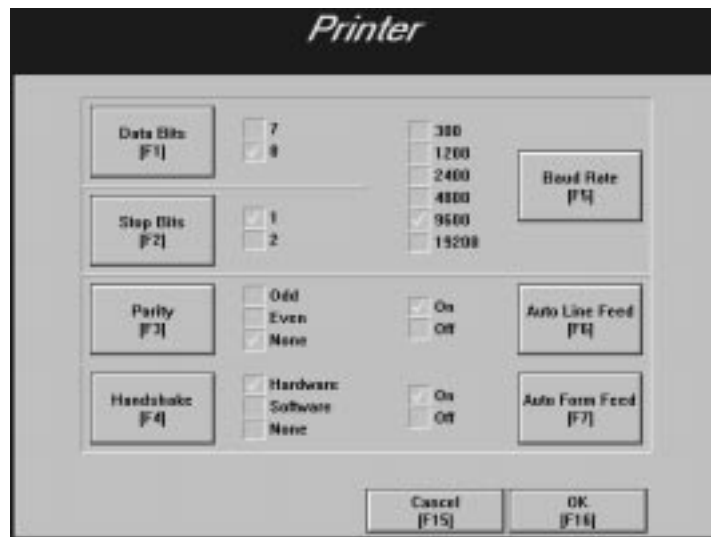 Printer
Data Bits
[F1]
7
8
Stop Bits
[F2]
1
2
300
1200
2400
4800
9600
19200
Baud Rate
[F5]
Parity
[F3]
Odd
Even
None
On
Off
Auto Line Feed
[F6]
Handshake
[F4]
Hardware
Software
None
On
Off
Auto Form Feed
[F7]
Cancel
[F15]
OK
[F16]